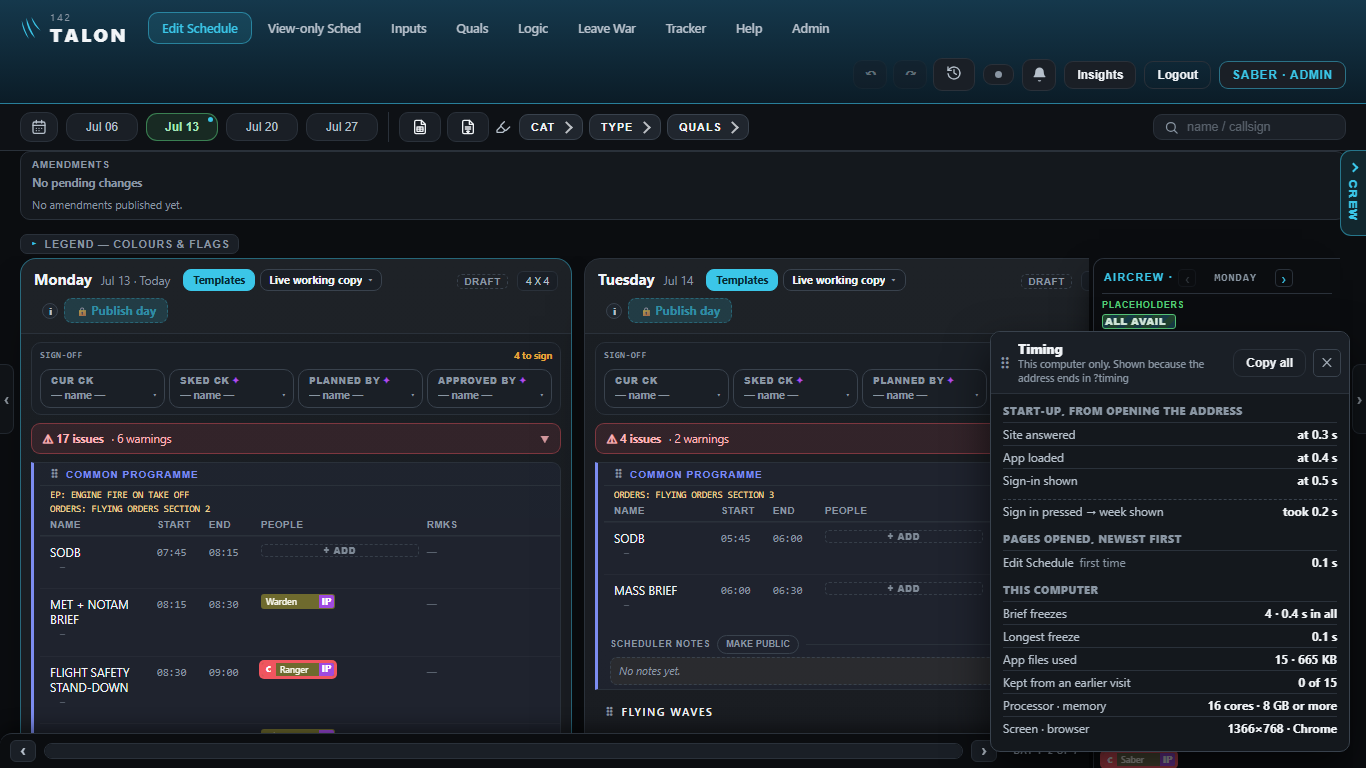 142
TALON
Edit Schedule
View-only Sched
Inputs
Quals
Logic
Leave War
Tracker
Help
Admin
Insights
Logout
SABER · ADMIN
Jul 06
Jul 13
Jul 20
Jul 27
CAT
TYPE
QUALS
name / callsign
AMENDMENTS
No pending changes
No amendments published yet.
CREW
LEGEND — COLOURS & FLAGS
Monday Jul 13 · Today Templates Live working copy DRAFT 4 X 4
i Publish day
SIGN-OFF 4 to sign
CUR CK SKED CK PLANNED BY APPROVED BY
— name — — name — — name — — name —
17 issues · 6 warnings
COMMON PROGRAMME
EP: ENGINE FIRE ON TAKE OFF
ORDERS: FLYING ORDERS SECTION 2
NAME START END PEOPLE RMKS
SODB 07:45 08:15 + ADD —
—
MET + NOTAM BRIEF 08:15 08:30 Warden IP —
—
FLIGHT SAFETY STAND-DOWN 08:30 09:00 C Ranger IP —
—
Tuesday Jul 14 Templates Live working copy DRAFT
i Publish day
SIGN-OFF
CUR CK SKED CK PLANNED BY
— name — — name — — name —
4 issues · 2 warnings
COMMON PROGRAMME
ORDERS: FLYING ORDERS SECTION 3
NAME START END PEOPLE
SODB 05:45 06:00 + ADD
—
MASS BRIEF 06:00 06:30 + ADD
—
SCHEDULER NOTES MAKE PUBLIC
No notes yet.
FLYING WAVES
AIRCREW · MONDAY
PLACEHOLDERS
ALL AVAIL
Timing
This computer only. Shown because the
address ends in ?timing
Copy all
START-UP, FROM OPENING THE ADDRESS
Site answered at 0.3 s
App loaded at 0.4 s
Sign-in shown at 0.5 s
Sign in pressed → week shown took 0.2 s
PAGES OPENED, NEWEST FIRST
Edit Schedule first time 0.1 s
THIS COMPUTER
Brief freezes 4 · 0.4 s in all
Longest freeze 0.1 s
App files used 15 · 665 KB
Kept from an earlier visit 0 of 15
Processor · memory 16 cores · 8 GB or more
Screen · browser 1366×768 · Chrome
C Saber IP